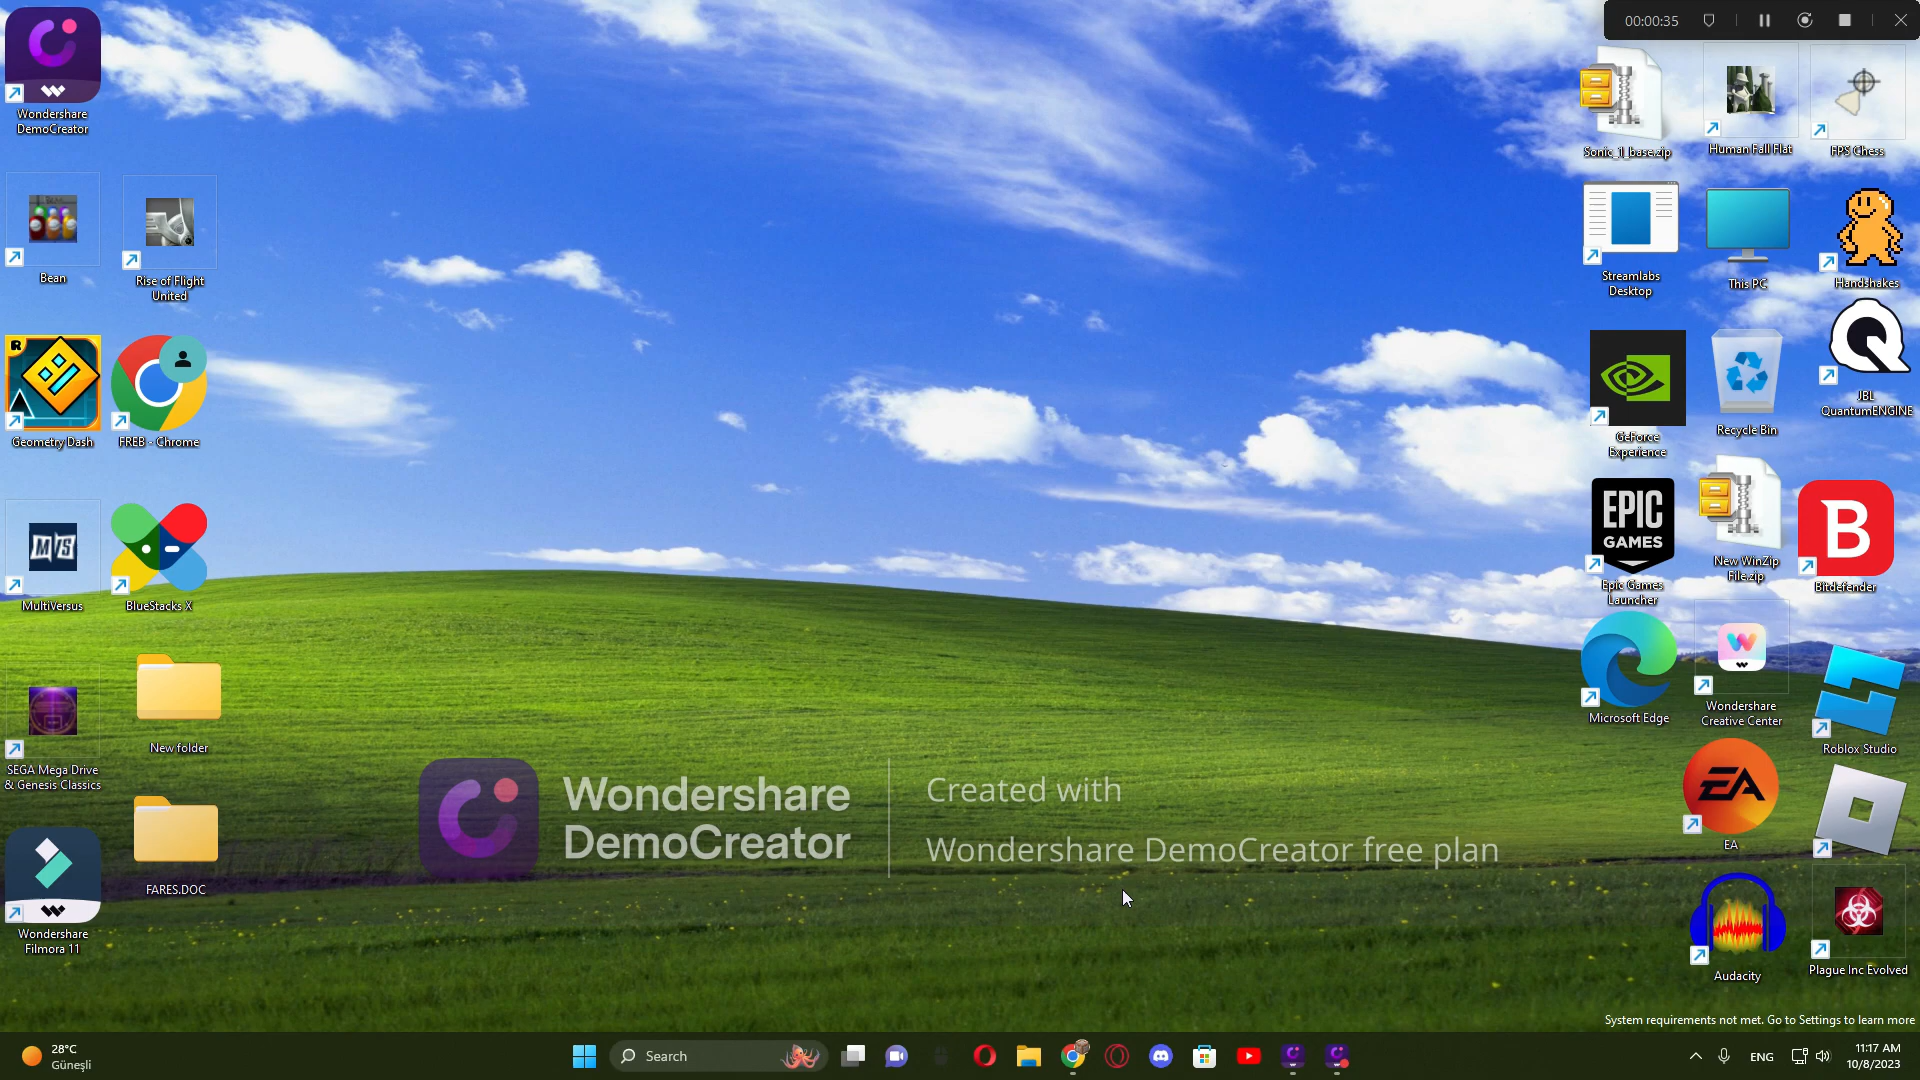 00:00:35
Wondershare
DemoCreator
Sonic_1_base.zip
Human Fall Flat
FPS Chess
Bean
Rise of Flight
United
Streamlabs
Desktop
This PC
Handshakes
Geometry Dash
FREB - Chrome
GeForce
Experience
Recycle Bin
JBL
QuantumENGINE
EPIC
GAMES
Epic Games
Launcher
New WinZip
File.zip
B
Bitdefender
M/S
MultiVersus
BlueStacks X
Microsoft Edge
Wondershare
Creative Center
Roblox Studio
New folder
SEGA Mega Drive
& Genesis Classics
Wondershare
DemoCreator
Created with
Wondershare DemoCreator free plan
EA
EA
FARES.DOC
Wondershare
Filmora 11
Audacity
Plague Inc Evolved
System requirements not met. Go to Settings to learn more
28°C
Güneşli
Search
ENG
11:17 AM
10/8/2023